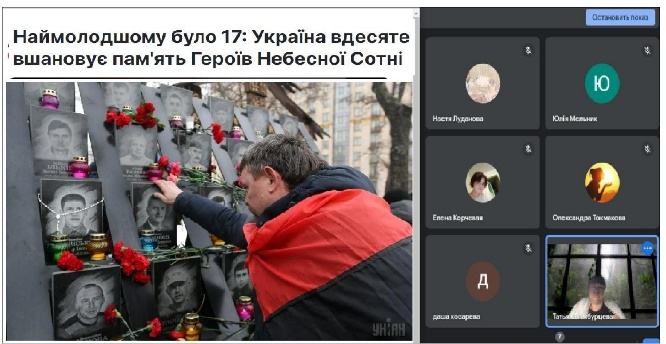 Остановить показ
Наймолодшому було 17: Україна вдесяте
вшановує пам'ять Героїв Небесної Сотні
УНІАН
Ю
Настя Луданова
Юлія Мельник
Елена Корчевая
Олександра Токмакова
Д
даша косарева
7